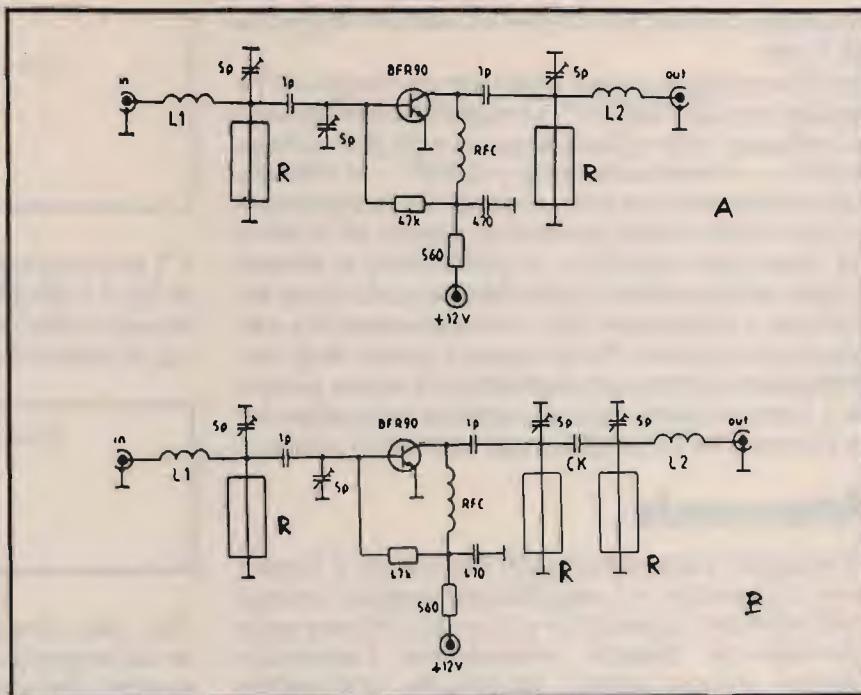 5p 1p BFR90 1p 5p
in out
L1 5p L2
RFC
R R
A
47k 470
560
+12V
5p 1p BFR90 1p 5p 5p
in out
L1 5p CK L2
RFC
R R R
47k 470
560
B
+12V